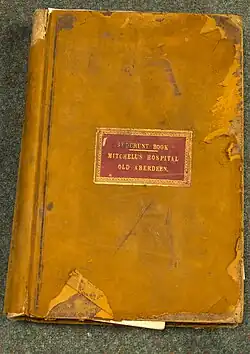 SEDERUNT BOOK
MITCHELL'S HOSPITAL
OLD ABERDEEN.